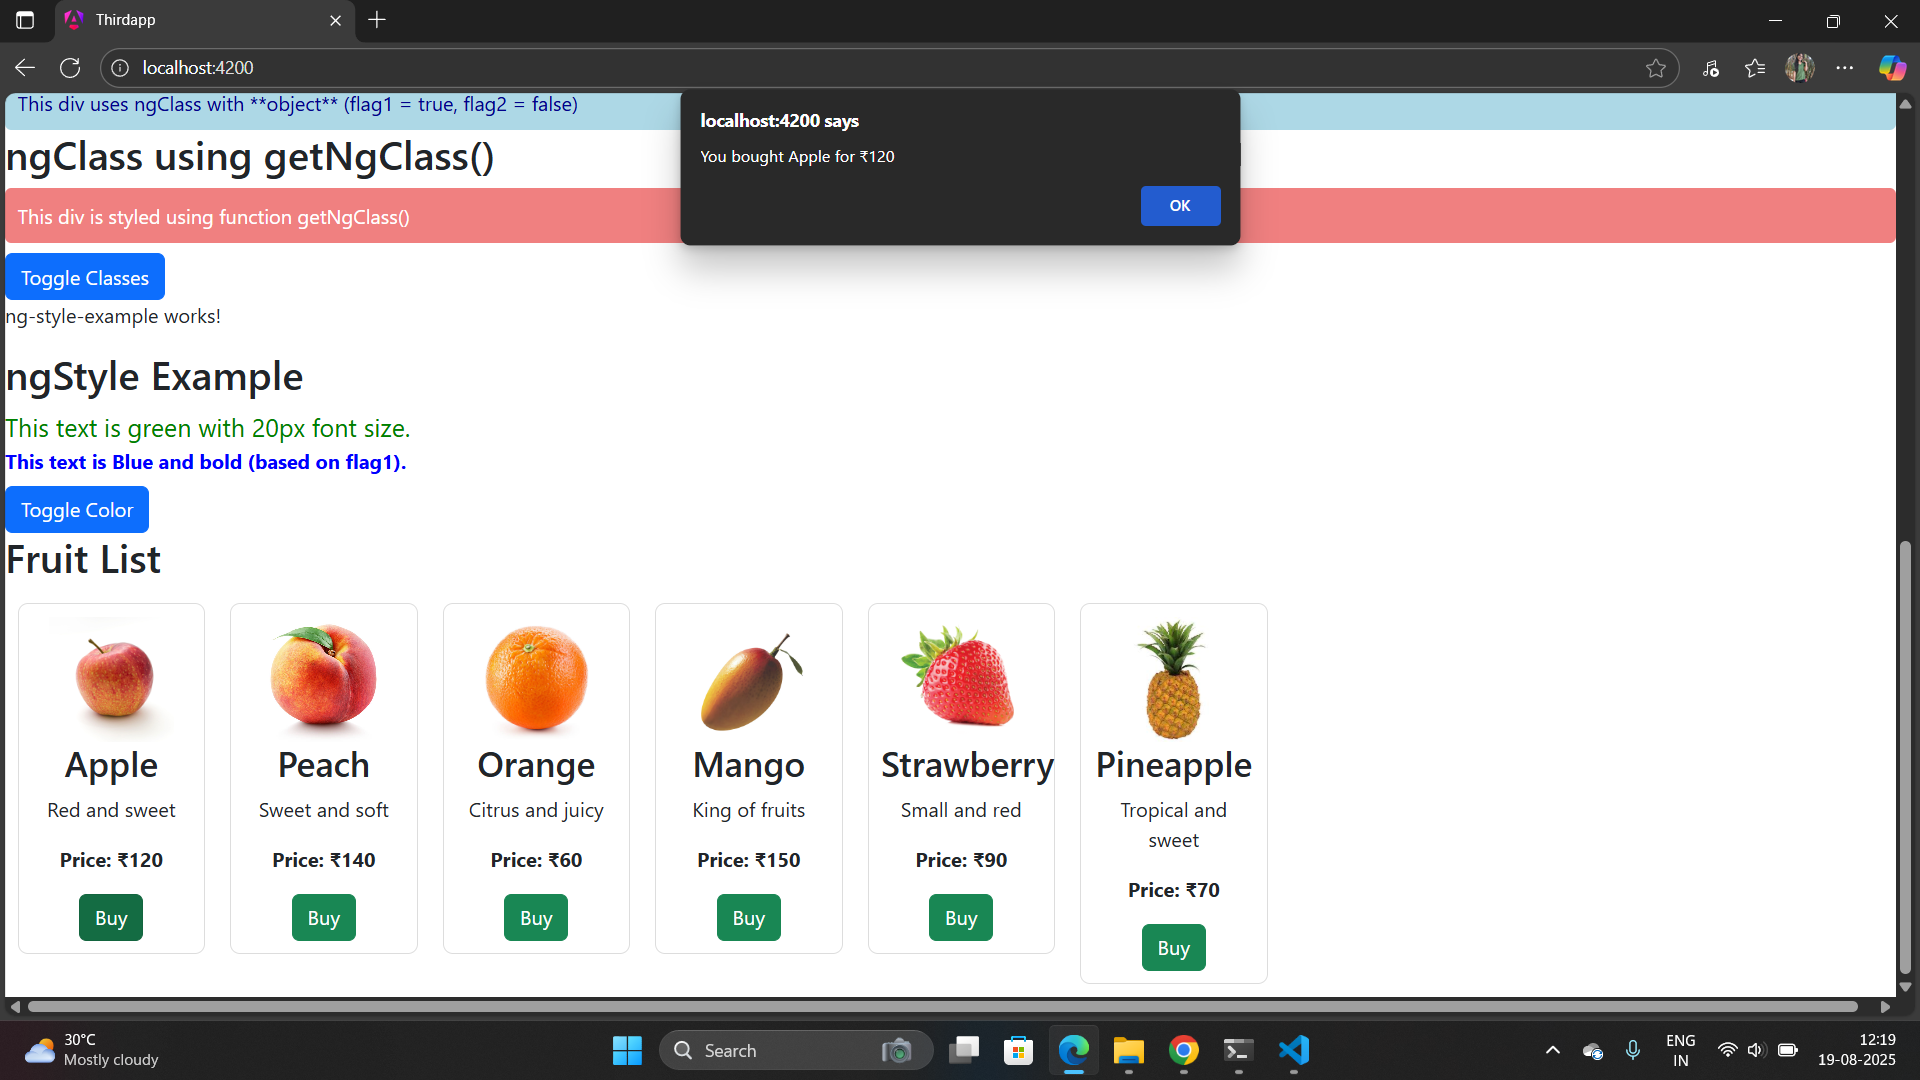 Thirdapp
localhost:4200
This div uses ngClass with **object** (flag1 = true, flag2 = false)
localhost:4200 says
You bought Apple for ₹120
OK
ngClass using getNgClass()
This div is styled using function getNgClass()
Toggle Classes
ng-style-example works!
ngStyle Example
This text is green with 20px font size.
This text is Blue and bold (based on flag1).
Toggle Color
Fruit List
Apple
Red and sweet
Price: ₹120
Buy
Peach
Sweet and soft
Price: ₹140
Buy
Orange
Citrus and juicy
Price: ₹60
Buy
Mango
King of fruits
Price: ₹150
Buy
Strawberry
Small and red
Price: ₹90
Buy
Pineapple
Tropical and
sweet
Price: ₹70
Buy
30°C
Mostly cloudy
Search
ENG
IN
12:19
19-08-2025